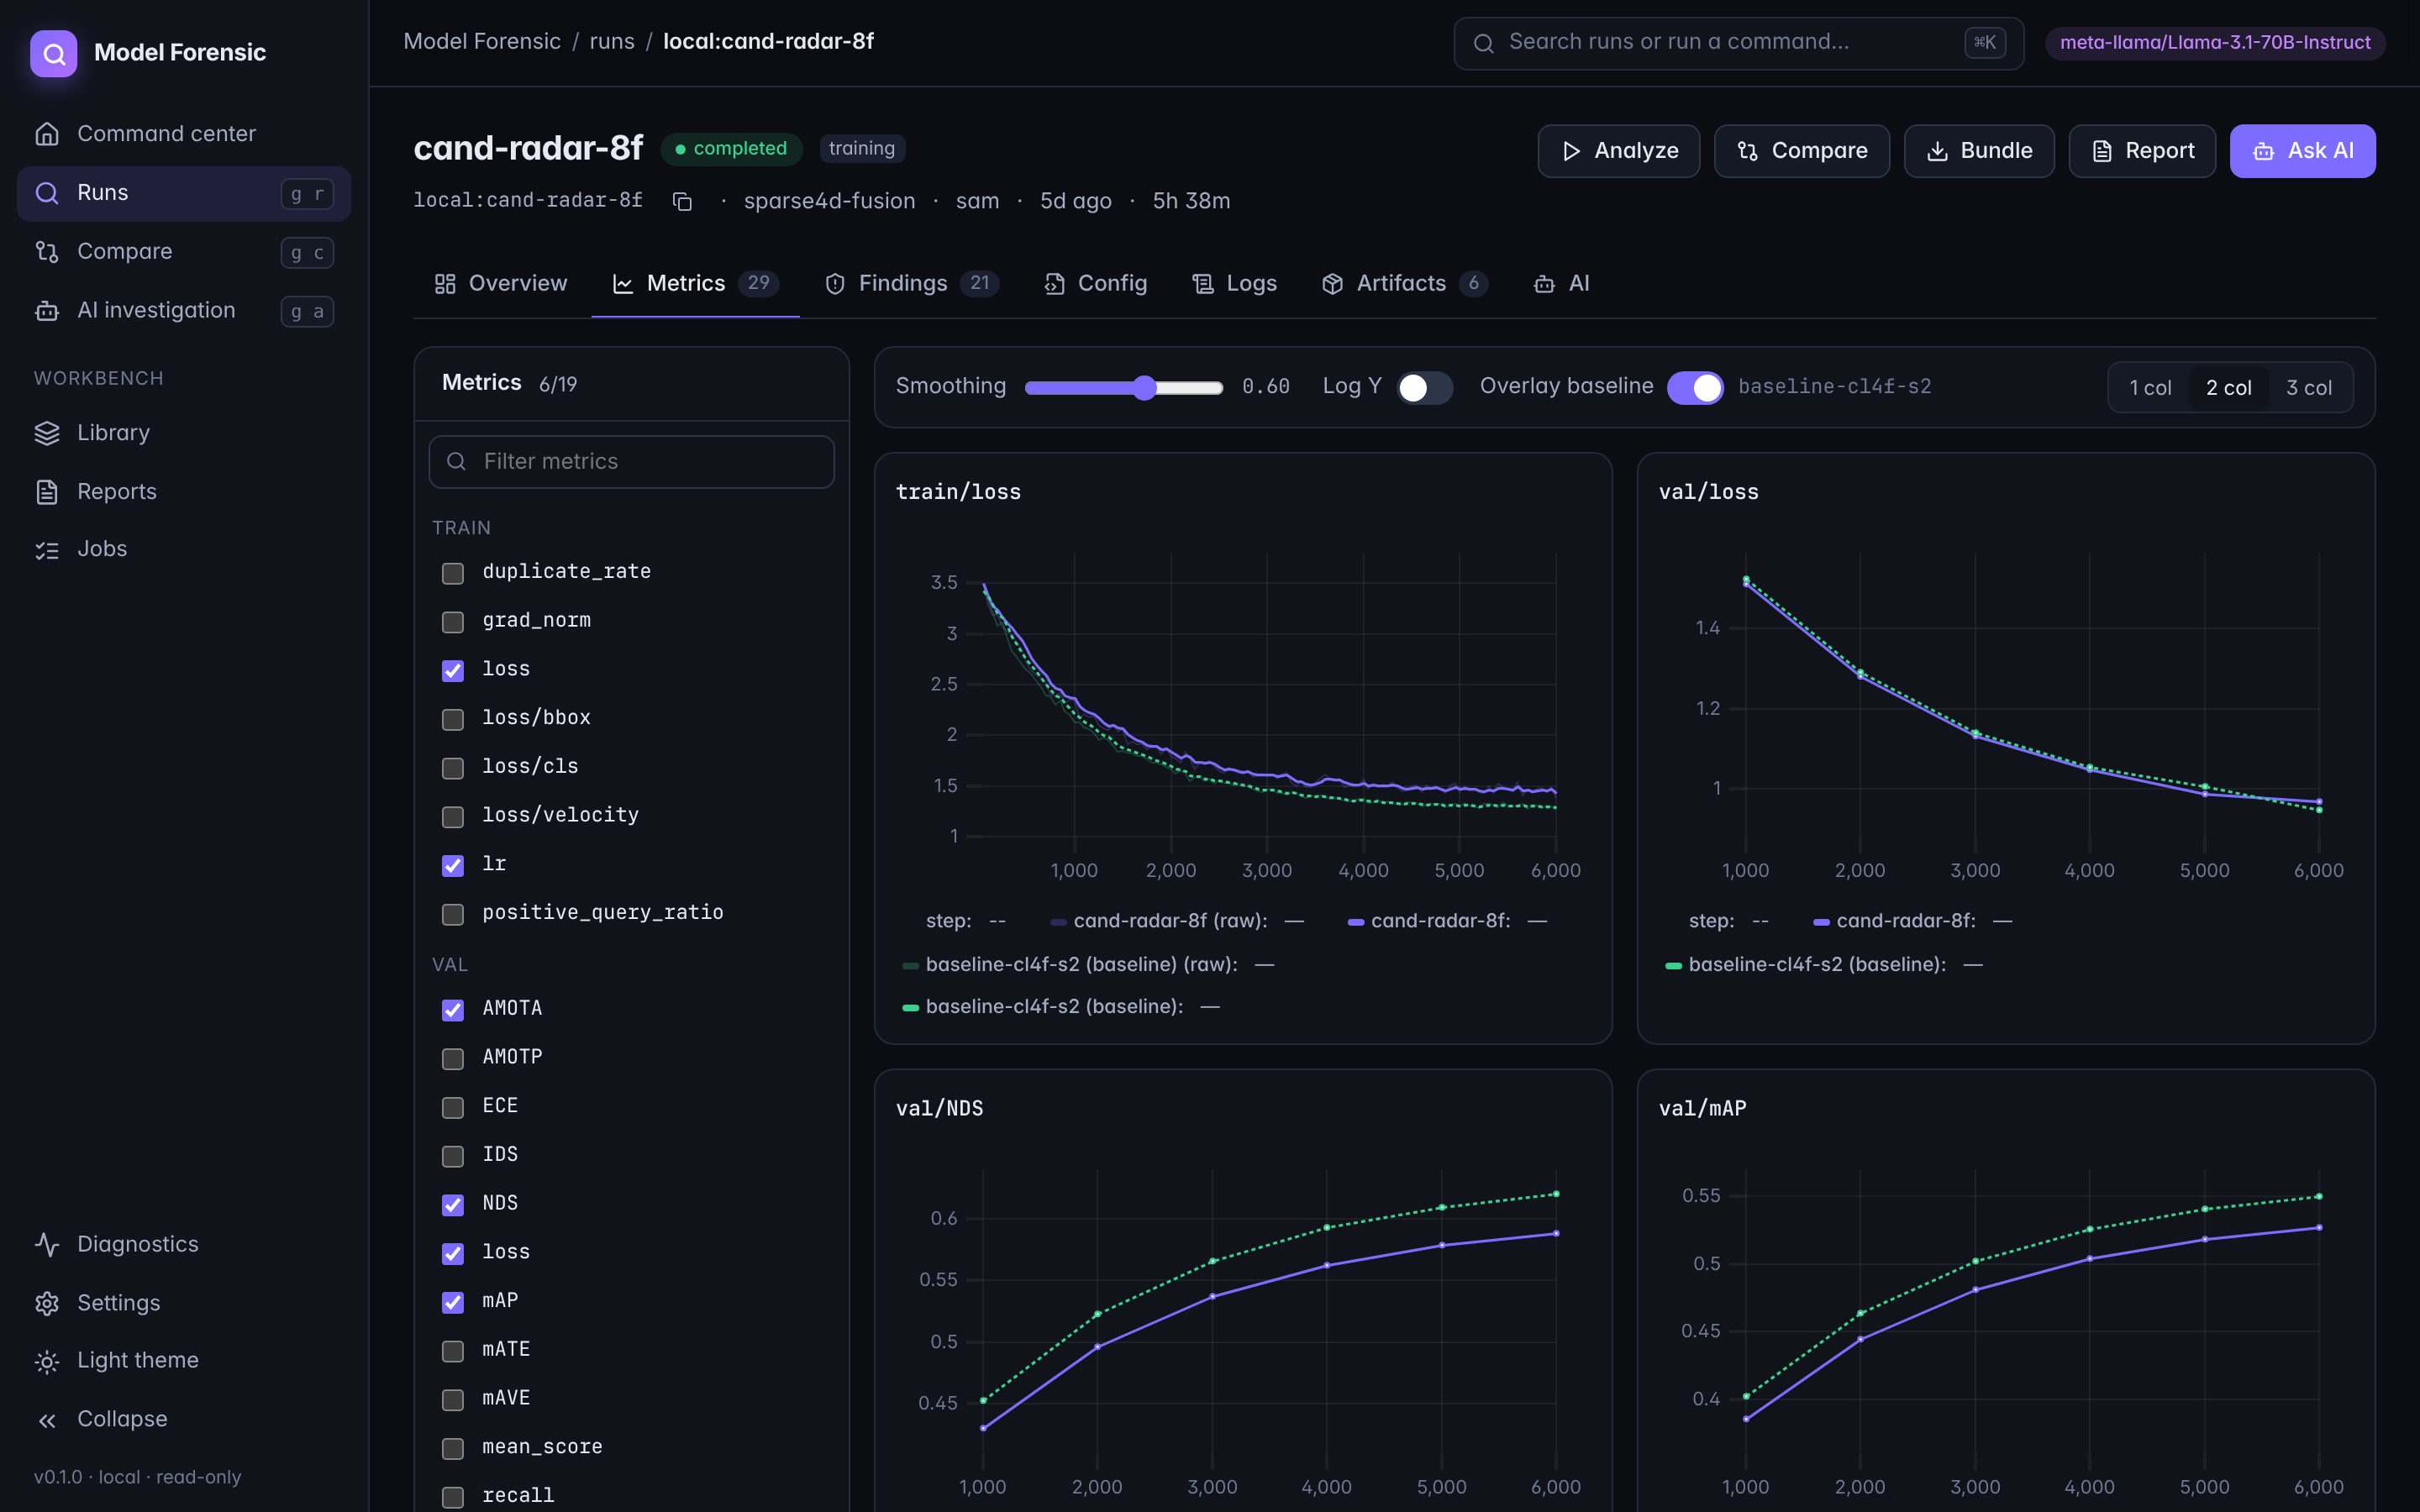 Model Forensic
Command center
Runs g r
Compare g c
AI investigation g a
WORKBENCH
Library
Reports
Jobs
Diagnostics
Settings
Light theme
Collapse
v0.1.0 · local · read-only
Model Forensic / runs / local:cand-radar-8f
Search runs or run a command... ⌘K
meta-llama/Llama-3.1-70B-Instruct
cand-radar-8f completed training
Analyze Compare Bundle Report Ask AI
local:cand-radar-8f · sparse4d-fusion · sam · 5d ago · 5h 38m
Overview Metrics 29 Findings 21 Config Logs Artifacts 6 AI
Metrics 6/19
Filter metrics
TRAIN
duplicate_rate
grad_norm
loss
loss/bbox
loss/cls
loss/velocity
lr
positive_query_ratio
VAL
AMOTA
AMOTP
ECE
IDS
NDS
loss
mAP
mATE
mAVE
mean_score
recall
Smoothing 0.60 Log Y Overlay baseline baseline-cl4f-s2 1 col 2 col 3 col
train/loss
3.5
3
2.5
2
1.5
1
1,000 2,000 3,000 4,000 5,000 6,000
step: -- cand-radar-8f (raw): — cand-radar-8f: —
baseline-cl4f-s2 (baseline) (raw): —
baseline-cl4f-s2 (baseline): —
val/loss
1.4
1.2
1
1,000 2,000 3,000 4,000 5,000 6,000
step: -- cand-radar-8f: —
baseline-cl4f-s2 (baseline): —
val/NDS
0.6
0.55
0.5
0.45
1,000 2,000 3,000 4,000 5,000 6,000
val/mAP
0.55
0.5
0.45
0.4
1,000 2,000 3,000 4,000 5,000 6,000